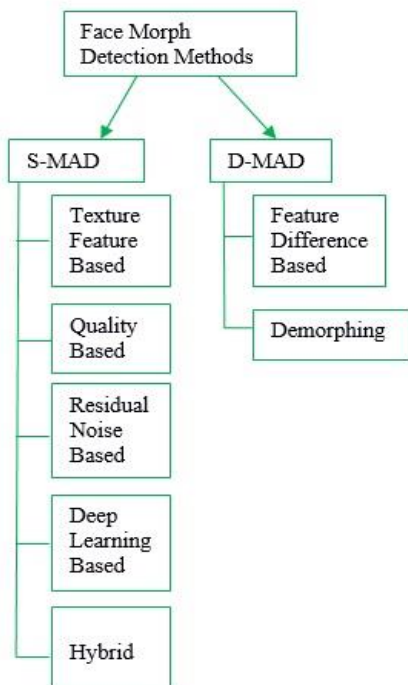 Face Morph
Detection Methods
S-MAD
Texture
Feature
Based
Quality
Based
Residual
Noise
Based
Deep
Learning
Based
Hybrid
D-MAD
Feature
Difference
Based
Demorphing